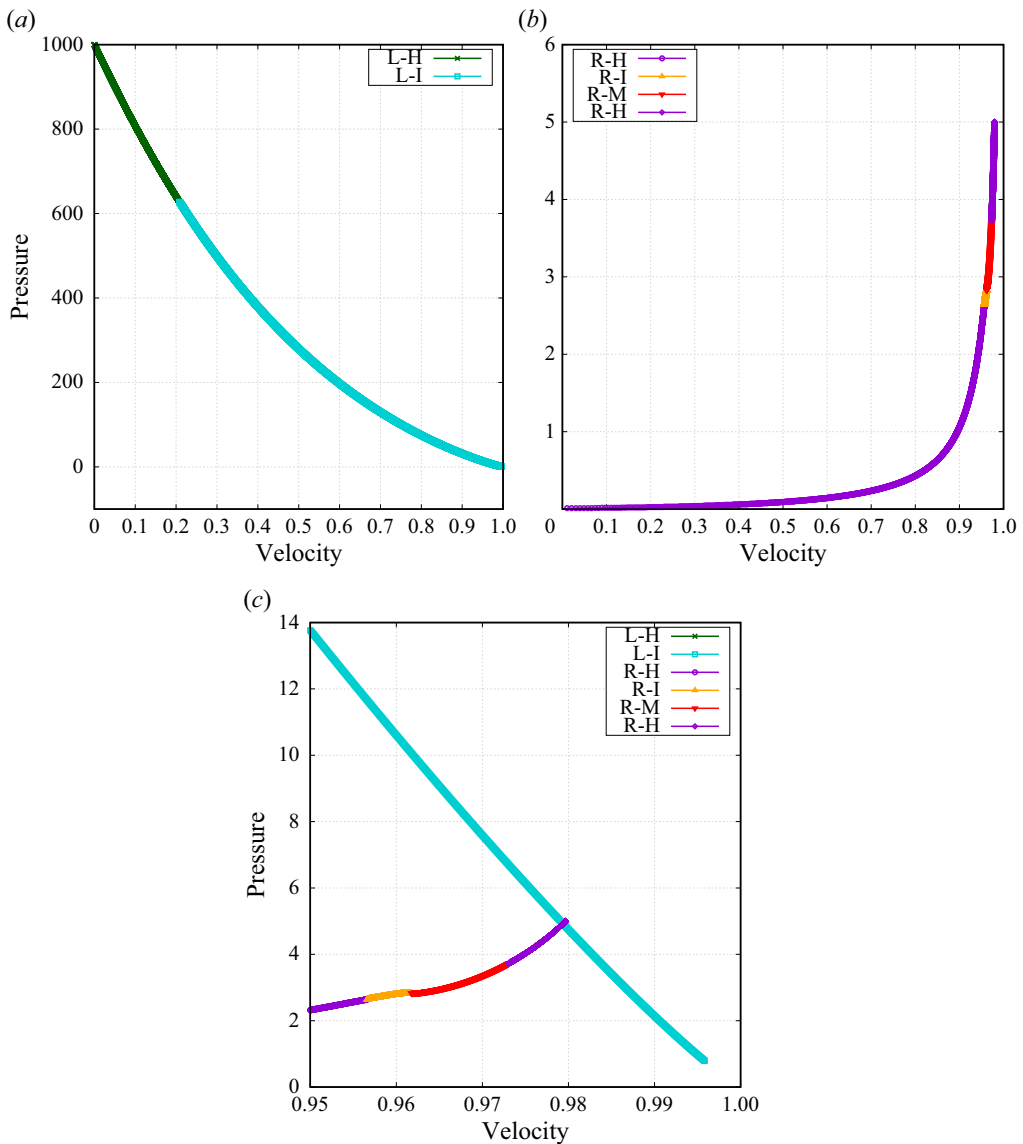 (a)
1000
800
600
400
200
0
Pressure
L-H
L-I
0 0.1 0.2 0.3 0.4 0.5 0.6 0.7 0.8 0.9 1.0
Velocity
(b)
6
5
4
3
2
1
R-H
R-I
R-M
R-H
0.1 0.2 0.3 0.4 0.5 0.6 0.7 0.8 0.9 1.0
Velocity
(c)
14
12
10
8
6
4
2
0
Pressure
L-H
L-I
R-H
R-I
R-M
R-H
0.95 0.96 0.97 0.98 0.99 1.00
Velocity